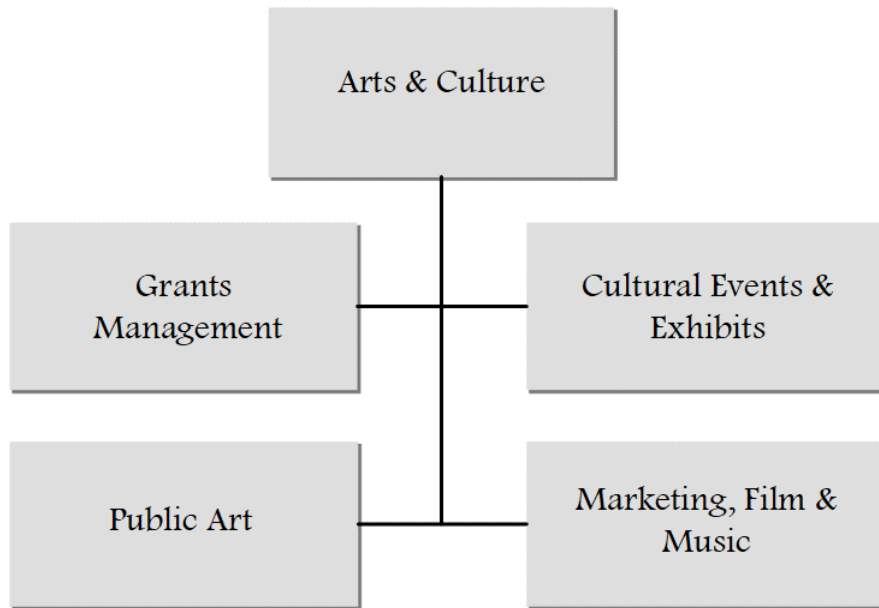 Arts & Culture
Grants
Management
Cultural Events &
Exhibits
Public Art
Marketing, Film &
Music